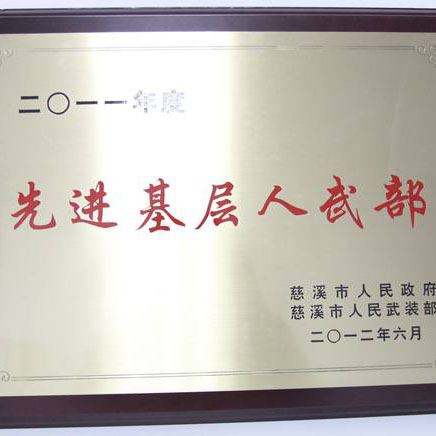 二〇一一年度
先进基层人武部
慈溪市人民政府
慈溪市人民武装部
二〇一二年六月